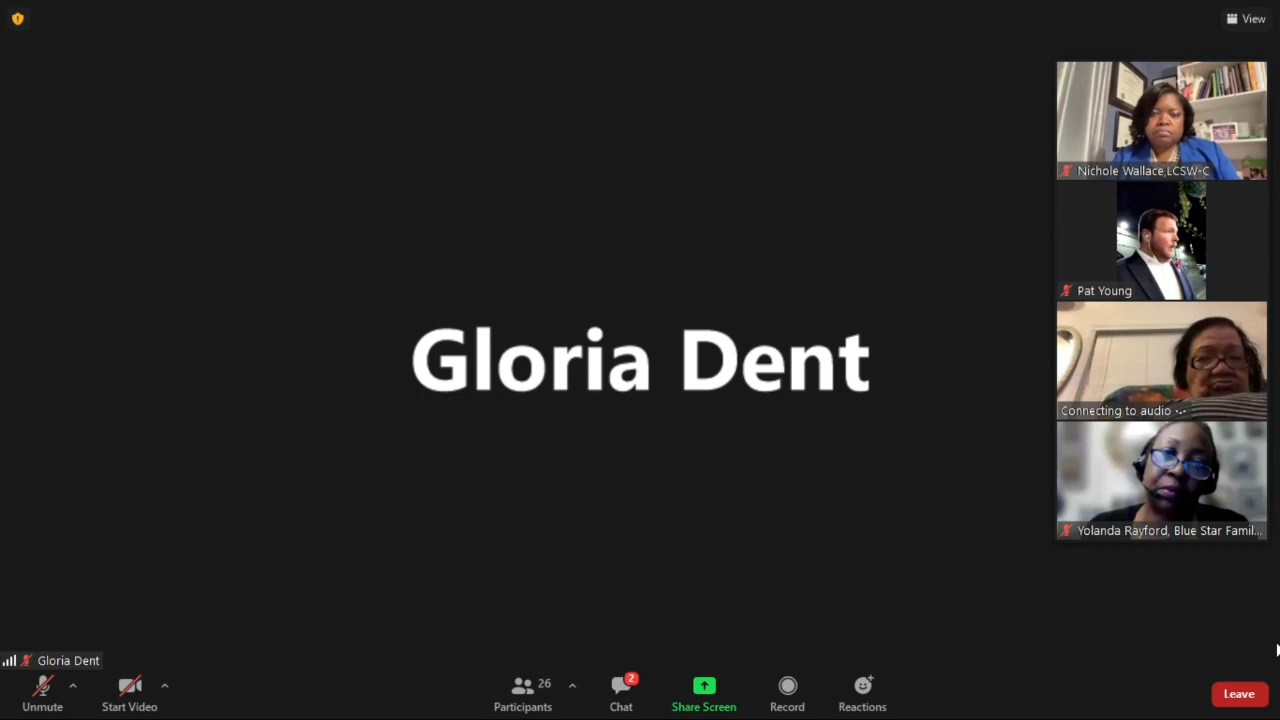 View
Nichole Wallace,LCSW-C
Pat Young
Connecting to audio ···
Yolanda Rayford, Blue Star Famil...
Gloria Dent
Gloria Dent
Unmute
Start Video
26
Participants
2
Chat
Share Screen
Record
Reactions
Leave